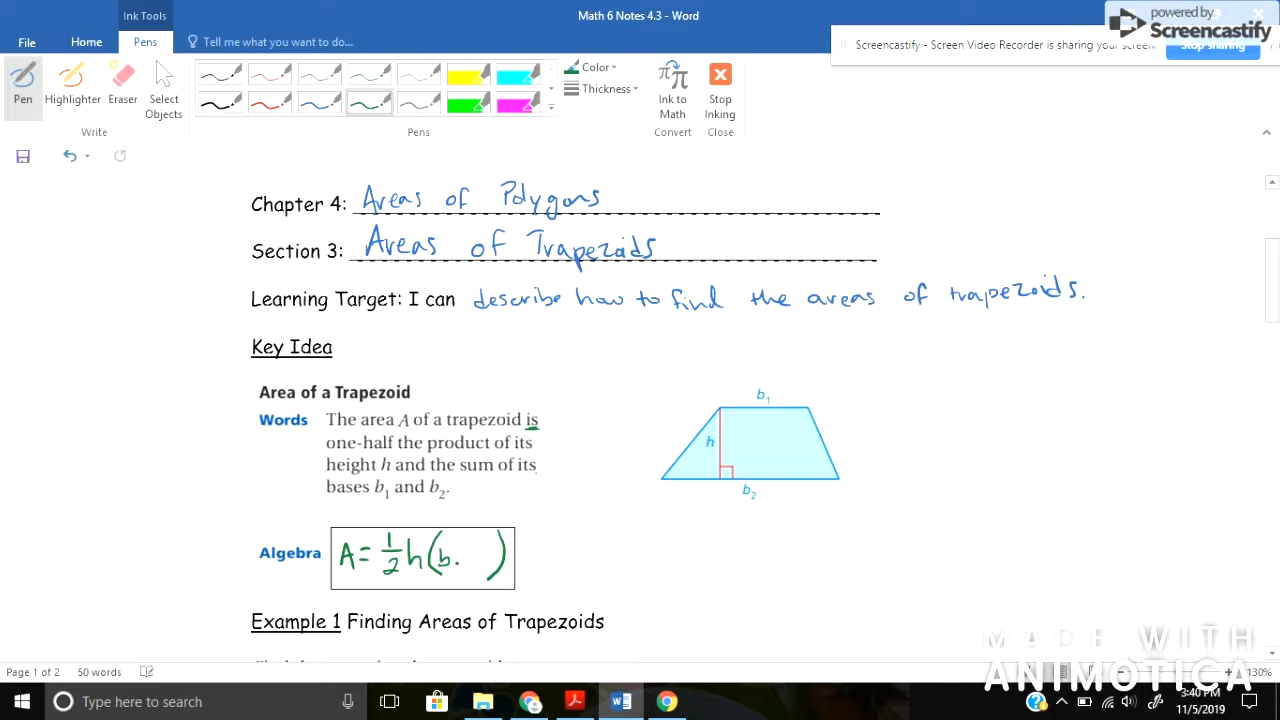 Ink Tools
Math 6 Notes 4.3 - Word
powered by
Screencastify
File
Home
Pens
Tell me what you want to do...
Screencastify - Screen Video Recorder is sharing your screen.
Stop sharing
Pen
Highlighter
Eraser
Select Objects
Color
Thickness
Ink to Math
Stop Inking
Write
Pens
Convert
Close
Chapter 4: Areas of Polygons
Section 3: Areas of Trapezoids
Learning Target: I can describe how to find the areas of trapezoids.
Key Idea
Area of a Trapezoid
Words The area A of a trapezoid is
one-half the product of its
height h and the sum of its
bases b₁ and b₂.
b₁
h
b₂
Algebra A = ½ h (b. )
Example 1 Finding Areas of Trapezoids
MADE WITH
ANIMOTICA
Page 1 of 2 50 words
130%
Type here to search
3:40 PM
11/5/2019